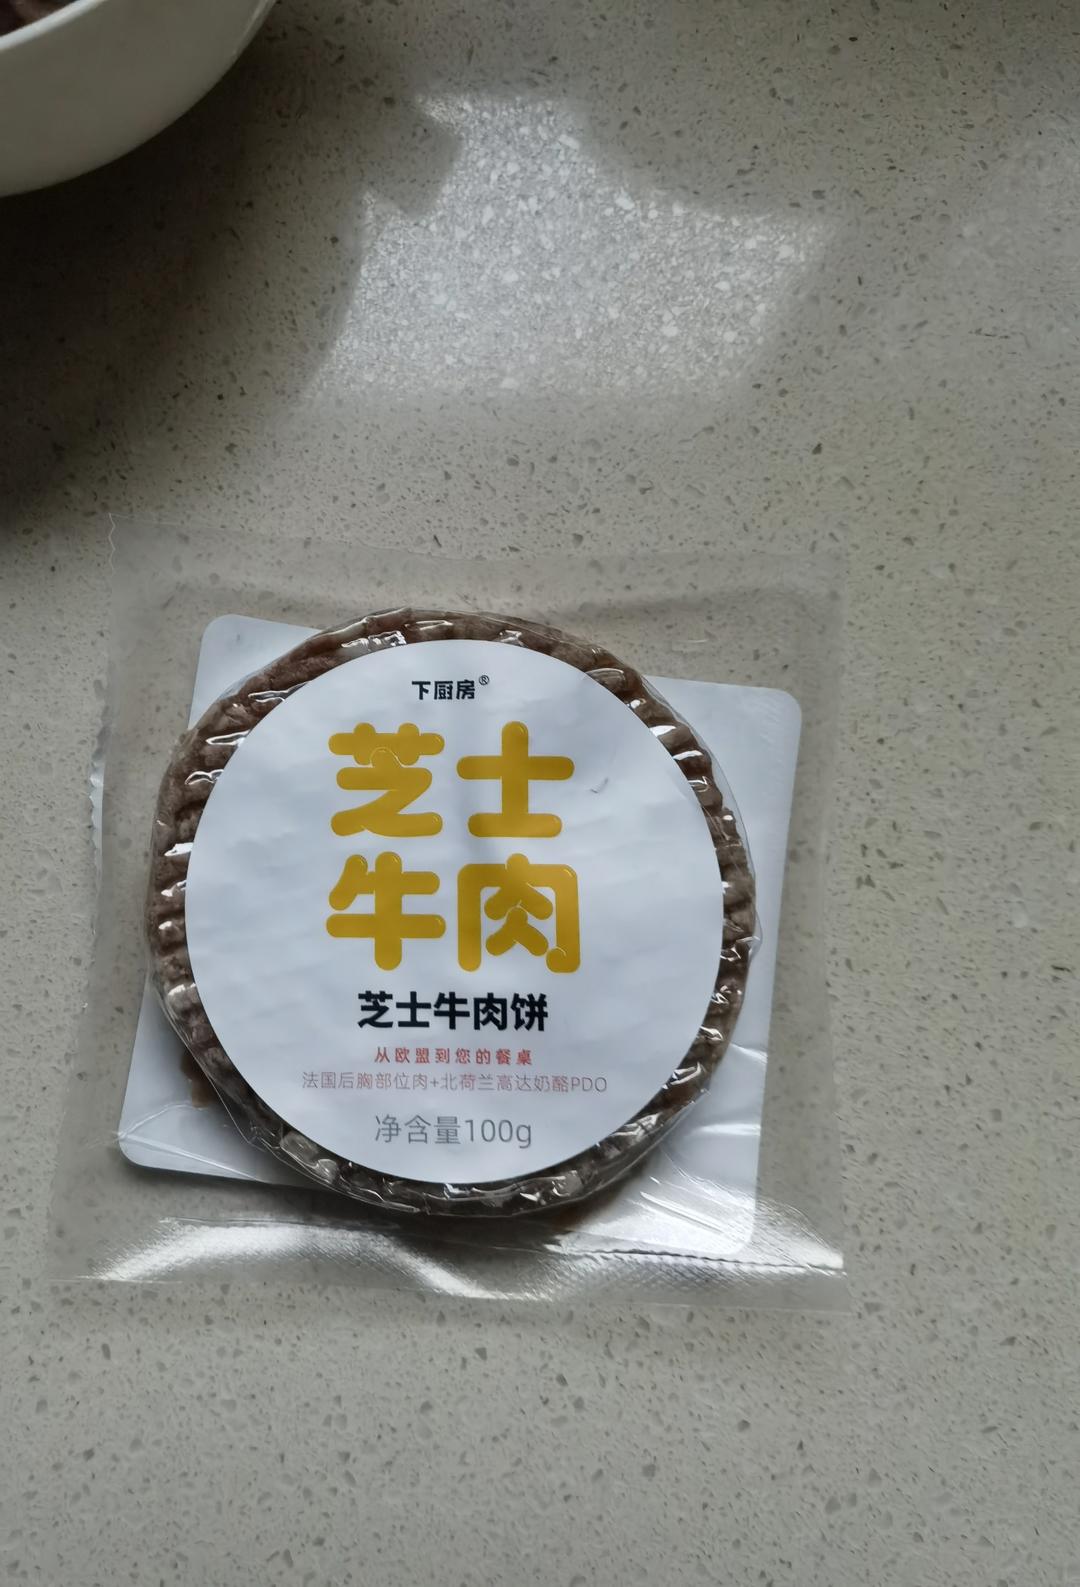 下厨房®
芝士
牛肉
芝士牛肉饼
从欧盟到您的餐桌
法国后胸部位肉+北荷兰高达奶酪PDO
净含量100g